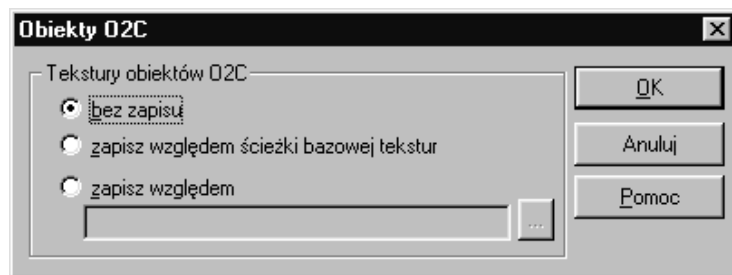 Obiekty O2C
Tekstury obiektów O2C
bez zapisu
zapisz względem ścieżki bazowej tekstur
zapisz względem
...
OK
Anuluj
Pomoc